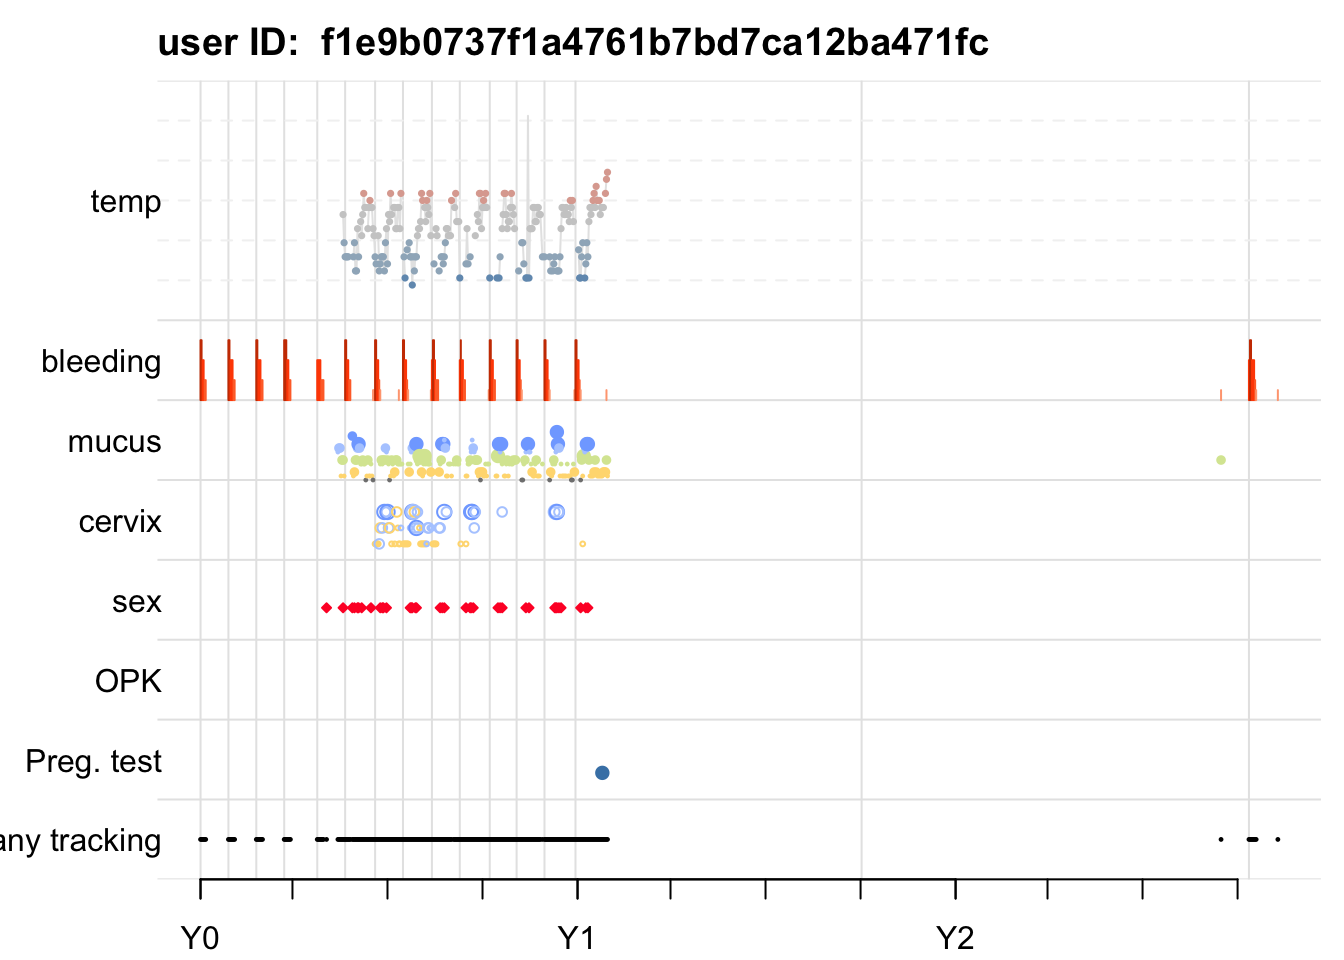 user ID: f1e9b0737f1a4761b7bd7ca12ba471fc
temp
bleeding
mucus
cervix
sex
OPK
Preg. test
any tracking
Y0 Y1 Y2